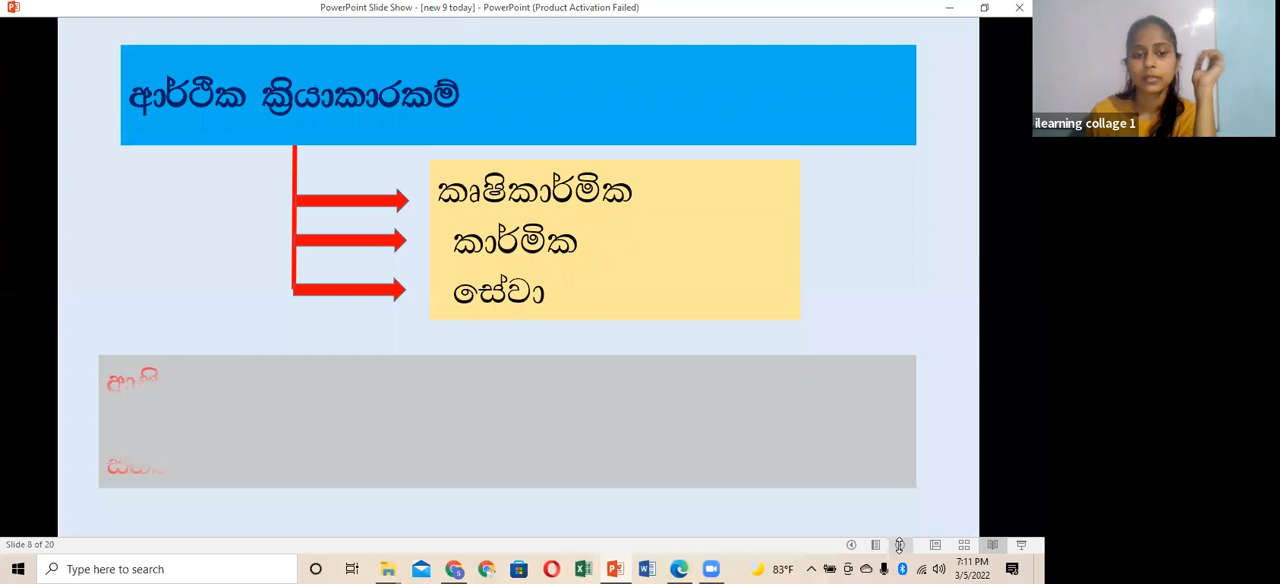 PowerPoint Slide Show - [new 9 today] - PowerPoint (Product Activation Failed)
ilearning collage 1
ආර්ථික ක්‍රියාකාරකම්
කෘෂිකාර්මික
කාර්මික
සේවා
Slide 8 of 20
Type here to search
83°F
7:11 PM
3/5/2022